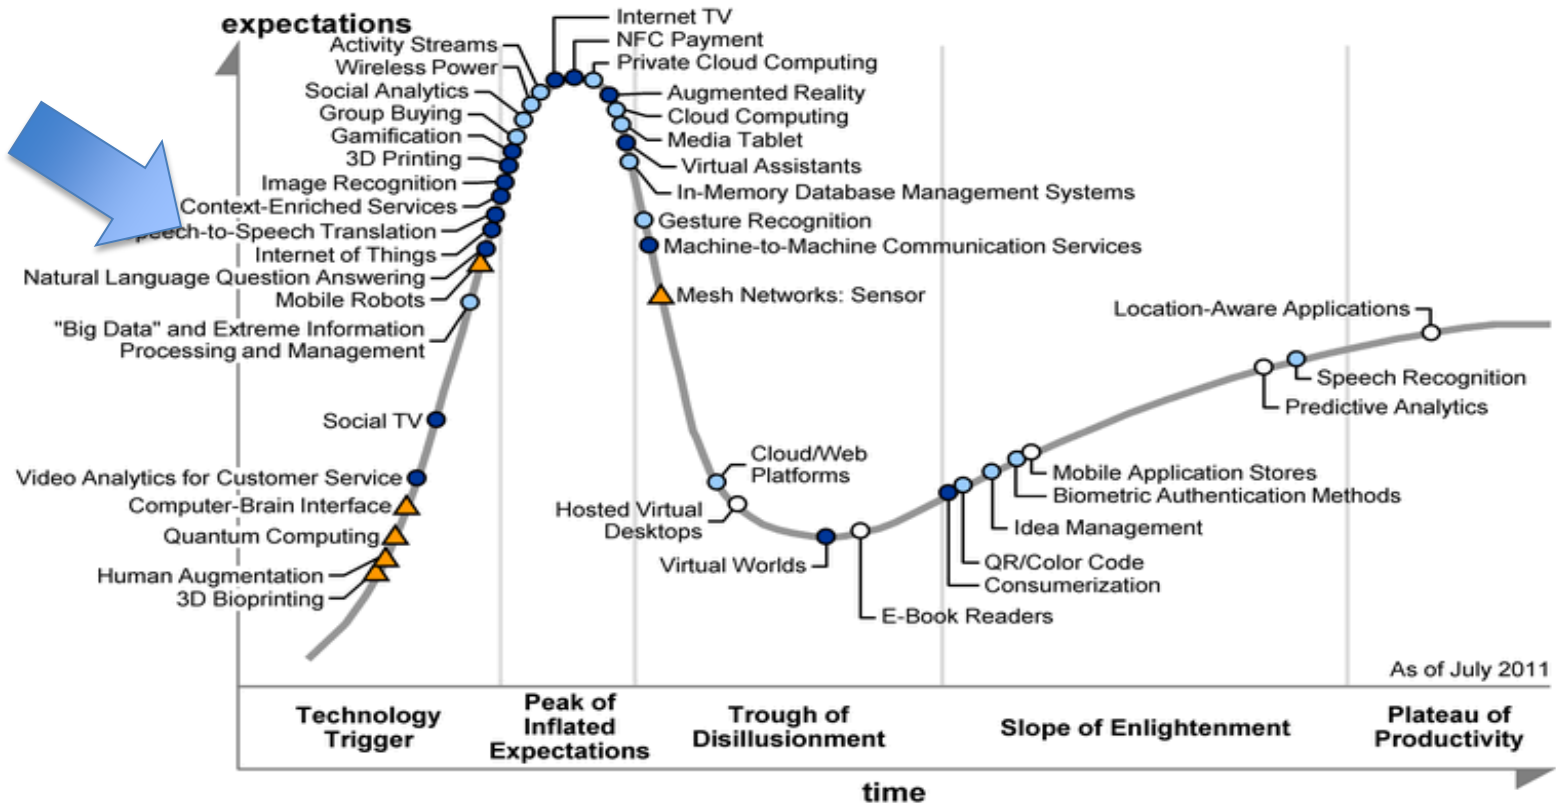 expectations
Activity Streams
Wireless Power
Social Analytics
Group Buying
Gamification
3D Printing
Image Recognition
Context-Enriched Services
Speech-to-Speech Translation
Internet of Things
Natural Language Question Answering
Mobile Robots
"Big Data" and Extreme Information
Processing and Management
Social TV
Video Analytics for Customer Service
Computer-Brain Interface
Quantum Computing
Human Augmentation
3D Bioprinting
Internet TV
NFC Payment
Private Cloud Computing
Augmented Reality
Cloud Computing
Media Tablet
Virtual Assistants
In-Memory Database Management Systems
Gesture Recognition
Machine-to-Machine Communication Services
Mesh Networks: Sensor
Cloud/Web
Platforms
Hosted Virtual
Desktops
Virtual Worlds
E-Book Readers
Consumerization
QR/Color Code
Idea Management
Biometric Authentication Methods
Mobile Application Stores
Predictive Analytics
Speech Recognition
Location-Aware Applications
As of July 2011
Technology
Trigger
Peak of
Inflated
Expectations
Trough of
Disillusionment
Slope of Enlightenment
Plateau of
Productivity
time